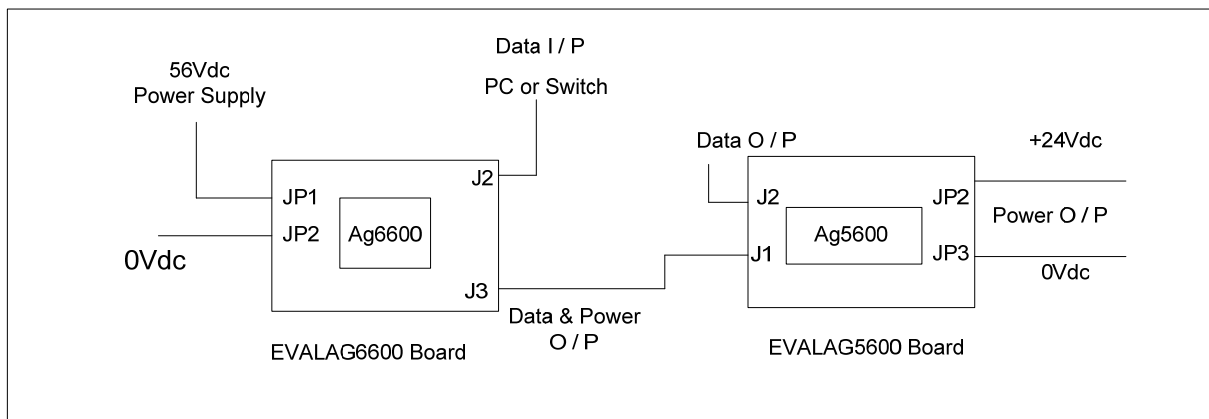 56Vdc
Power Supply
Data I / P
PC or Switch
JP1
JP2
0Vdc
Ag6600
J2
J3
EVALAG6600 Board
Data & Power
O / P
Data O / P
J2
J1
Ag5600
JP2
JP3
+24Vdc
Power O / P
0Vdc
EVALAG5600 Board